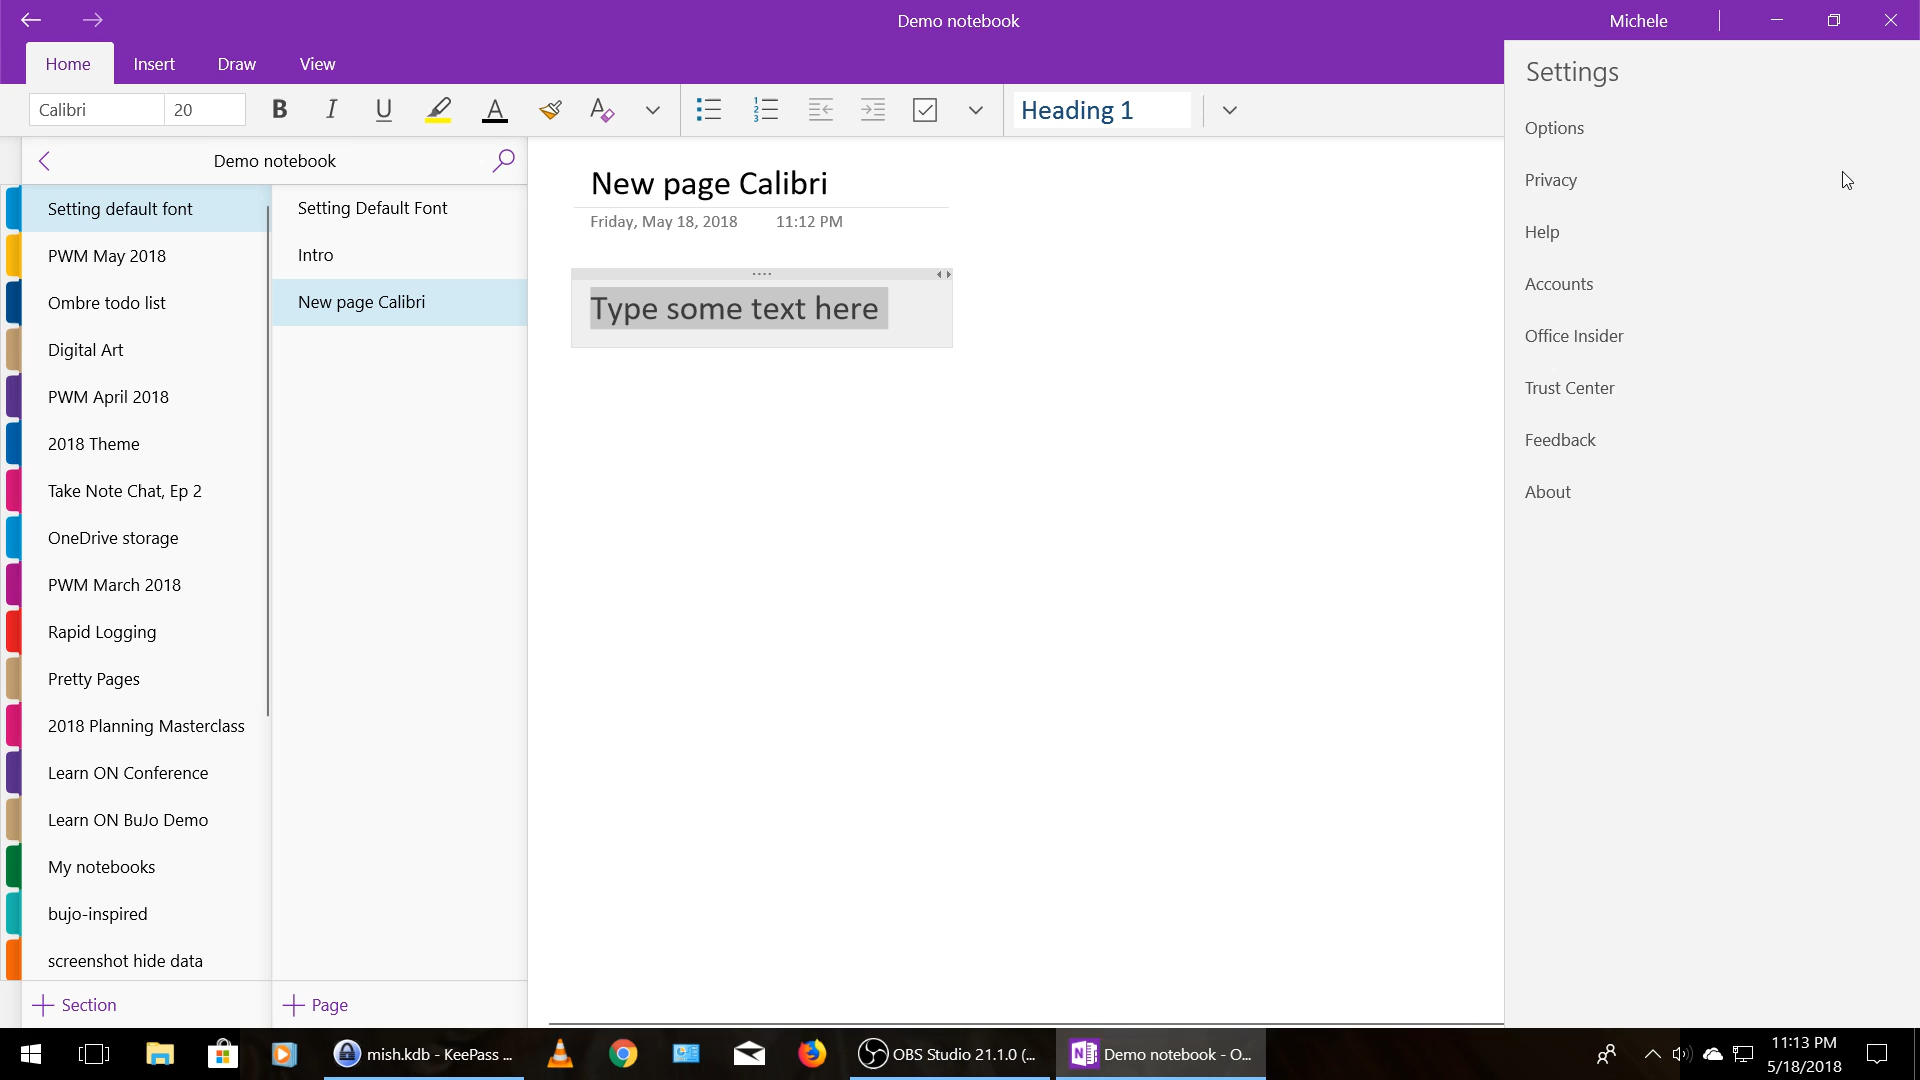 Demo notebook
Michele
Home Insert Draw View
Calibri 20
Heading 1
Demo notebook
Setting default font
PWM May 2018
Ombre todo list
Digital Art
PWM April 2018
2018 Theme
Take Note Chat, Ep 2
OneDrive storage
PWM March 2018
Rapid Logging
Pretty Pages
2018 Planning Masterclass
Learn ON Conference
Learn ON BuJo Demo
My notebooks
bujo-inspired
screenshot hide data
Section
Setting Default Font
Intro
New page Calibri
Page
New page Calibri
Friday, May 18, 2018 11:12 PM
Type some text here
Settings
Options
Privacy
Help
Accounts
Office Insider
Trust Center
Feedback
About
mish.kdb - KeePass ...
OBS Studio 21.1.0 (...
Demo notebook - O...
11:13 PM
5/18/2018